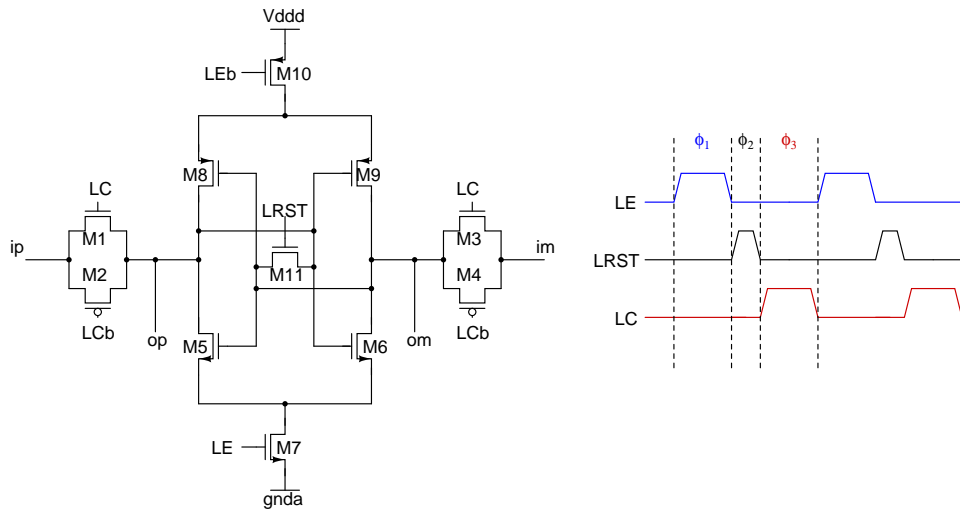 Vddd
LEb
M10
M8
M9
LC
LRST
LC
ip
M1
M3
im
M2
M11
M4
LCb
op
M5
M6
om
LCb
LE
M7
gnda
ϕ1
ϕ2
ϕ3
LE
LRST
LC